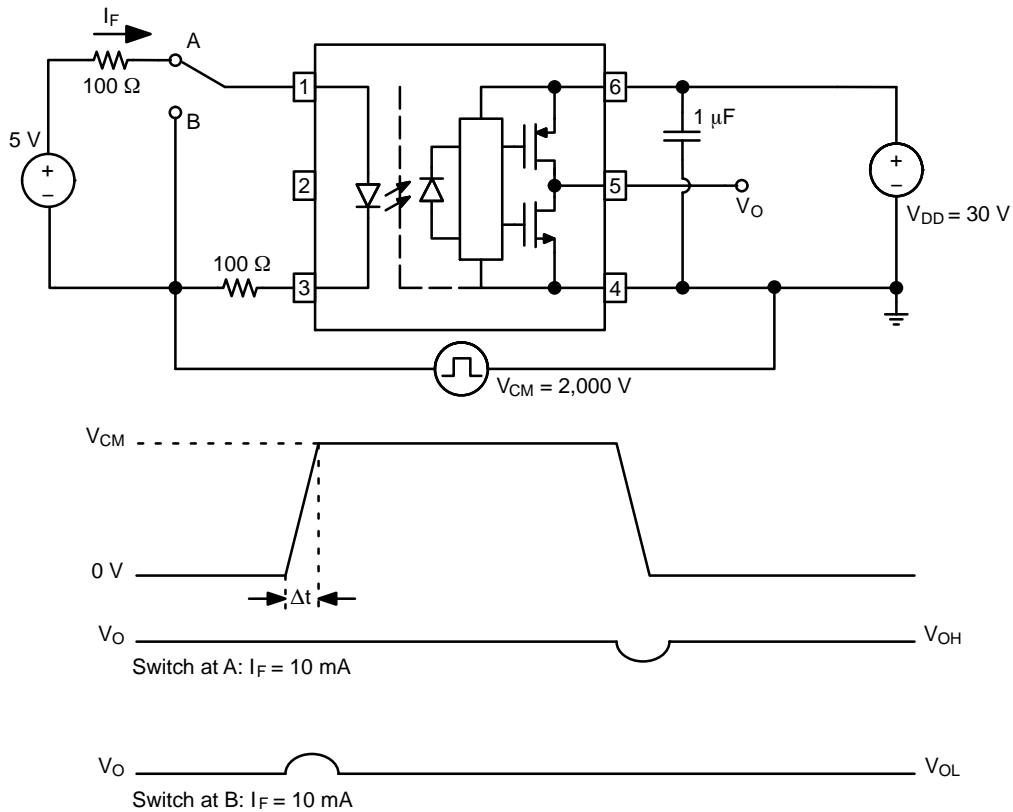 I_F
A
100 Ω
B
5 V
100 Ω
1
2
3
6
5
4
1 μF
V_O
V_DD = 30 V
V_CM = 2,000 V
V_CM
0 V
Δt
V_O
V_OH
Switch at A: I_F = 10 mA
V_O
V_OL
Switch at B: I_F = 10 mA